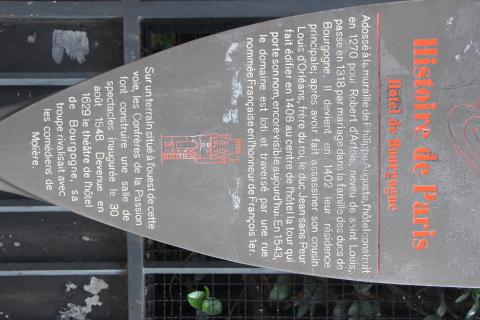 Histoire de Paris
Hôtel de Bourgogne
Adossé à la muraille de Philippe Auguste, l'hôtel construit
en 1270 pour Robert d'Artois, neveu de saint Louis,
passe en 1318 par mariage dans la famille des ducs de
Bourgogne. Il devient en 1402 leur résidence
principale; après avoir fait assassiner son cousin
Louis d'Orléans, frère du roi, le duc Jean sans Peur
fait édifier en 1408 au centre de l'hôtel la tour qui
porte son nom, encore visible aujourd'hui. En 1543,
le domaine est loti et traversé par une rue
nommée Française en honneur de François 1er.
Sur un terrain situé à l'ouest de cette
voie, les Confrères de la Passion
font construire une salle de
spectacles inaugurée le 30
août 1548. Devenue en
1629 le théâtre de l'hôtel
de Bourgogne, sa
troupe rivalisait avec
les comédiens de
Molière.